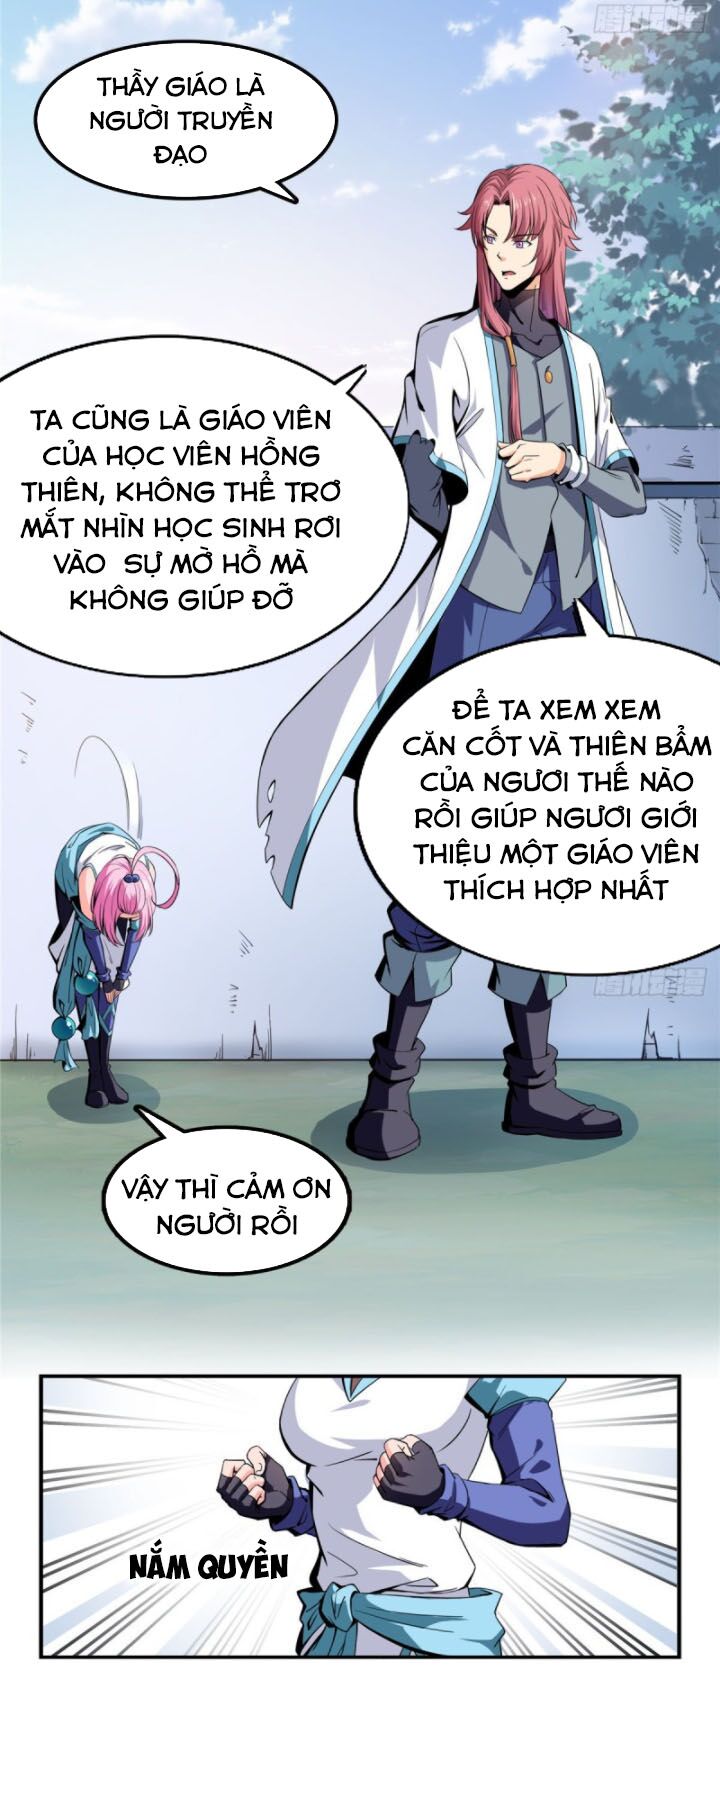 THẦY GIÁO LÀ
NGƯỜI TRUYỀN
ĐẠO
TA CŨNG LÀ GIÁO VIÊN
CỦA HỌC VIÊN HỒNG
THIÊN, KHÔNG THỂ TRƠ
MẮT NHÌN HỌC SINH RƠI
VÀO SỰ MỜ HỒ MÀ
KHÔNG GIÚP ĐỠ
ĐỂ TA XEM XEM
CĂN CỐT VÀ THIÊN BẨM
CỦA NGƯƠI THẾ NÀO
RỒI GIÚP NGƯƠI GIỚI
THIỆU MỘT GIÁO VIÊN
THÍCH HỢP NHẤT
VẬY THÌ CẢM ƠN
NGƯỜI RỒI
NẮM QUYỀN